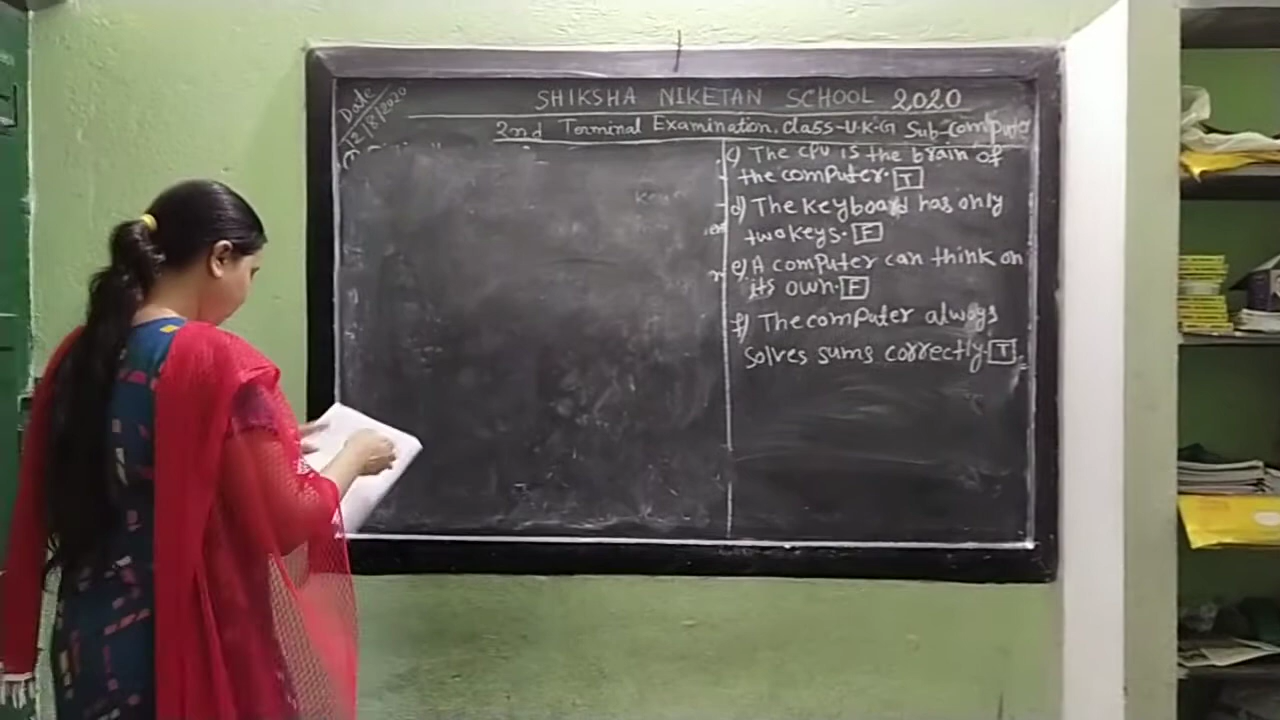 Date
12/8/2020
SHIKSHA NIKETAN SCHOOL 2020
2nd Terminal Examination. class-U.K.G Sub-Computer
c) The cpu is the brain of
the computer. T
d) The keyboard has only
two keys. F
e) A computer can think on
its own. F
f) The computer always
solves sums correctly. T